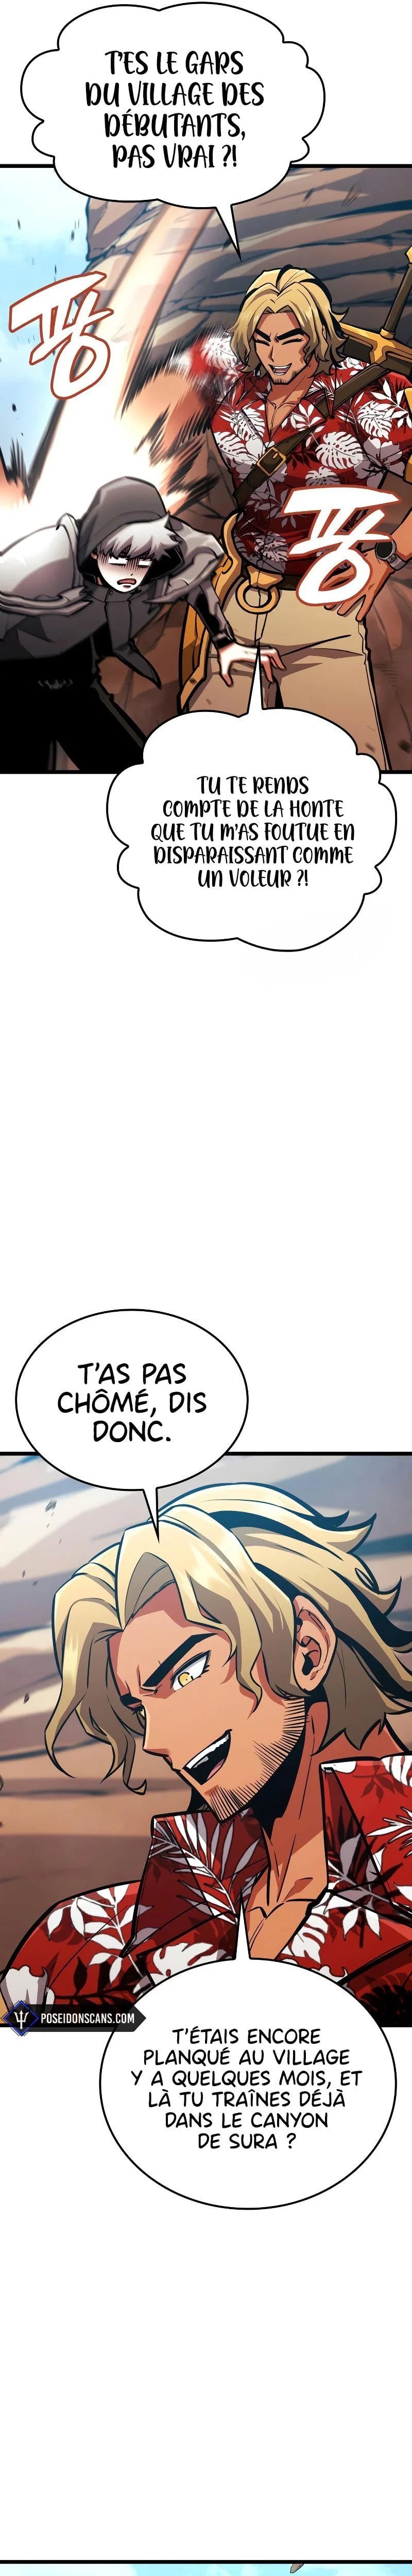 T'ES LE GARS
DU VILLAGE DES
DÉBUTANTS,
PAS VRAI ?!
팡
팡
TU TE RENDS
COMPTE DE LA HONTE
QUE TU M'AS FOUTUE EN
DISPARAISSANT COMME
UN VOLEUR ?!
T'AS PAS
CHÔMÉ, DIS
DONC.
POSEIDONSCANS.COM
T'ÉTAIS ENCORE
PLANQUÉ AU VILLAGE
Y A QUELQUES MOIS, ET
LÀ TU TRAÎNES DÉJÀ
DANS LE CANYON
DE SURA ?